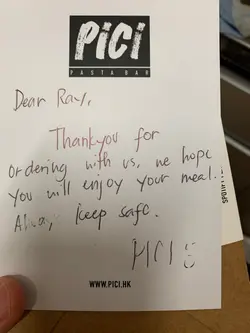 PICI
PASTA BAR
Dear Ray,
Thankyou for
ordering with us, we hope
you will enjoy your meal.
keep safe.
PICI
WWW.PICI.HK